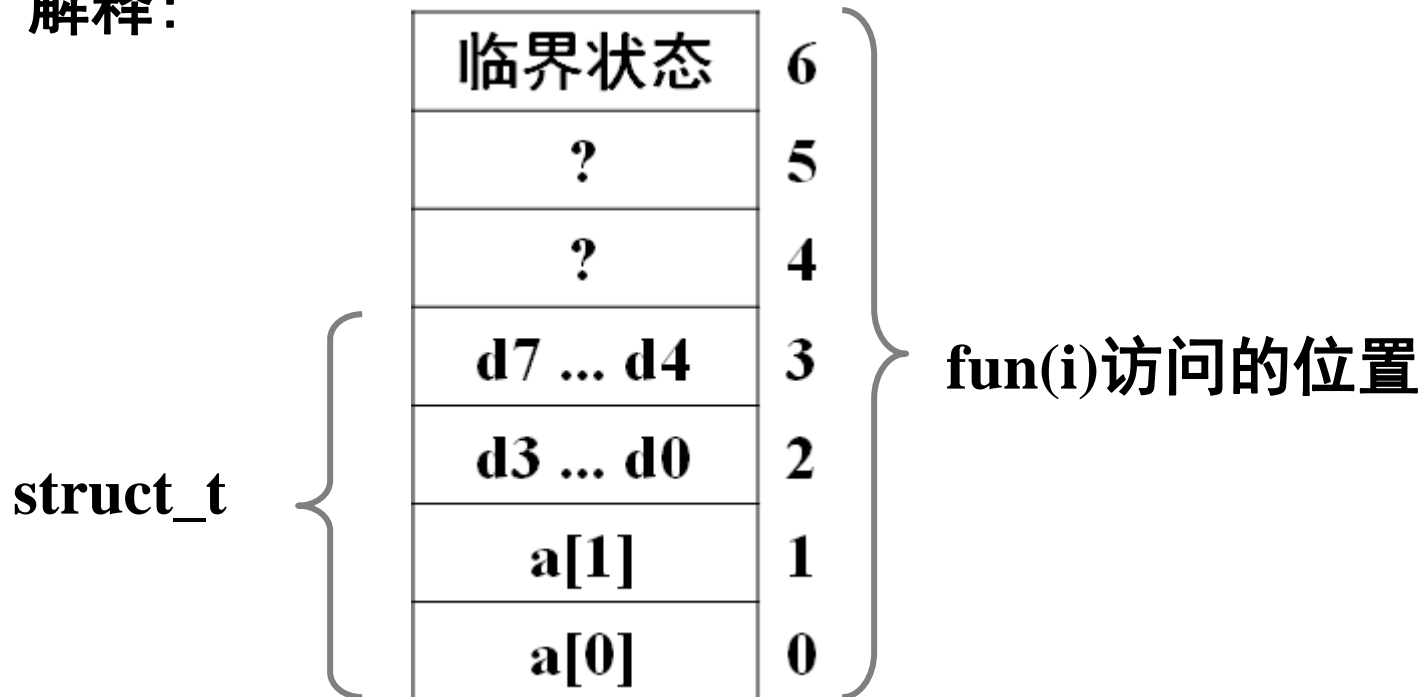 解释：
临界状态 6
? 5
? 4
d7 ... d4 3
fun(i)访问的位置
d3 ... d0 2
struct_t
a[1] 1
a[0] 0